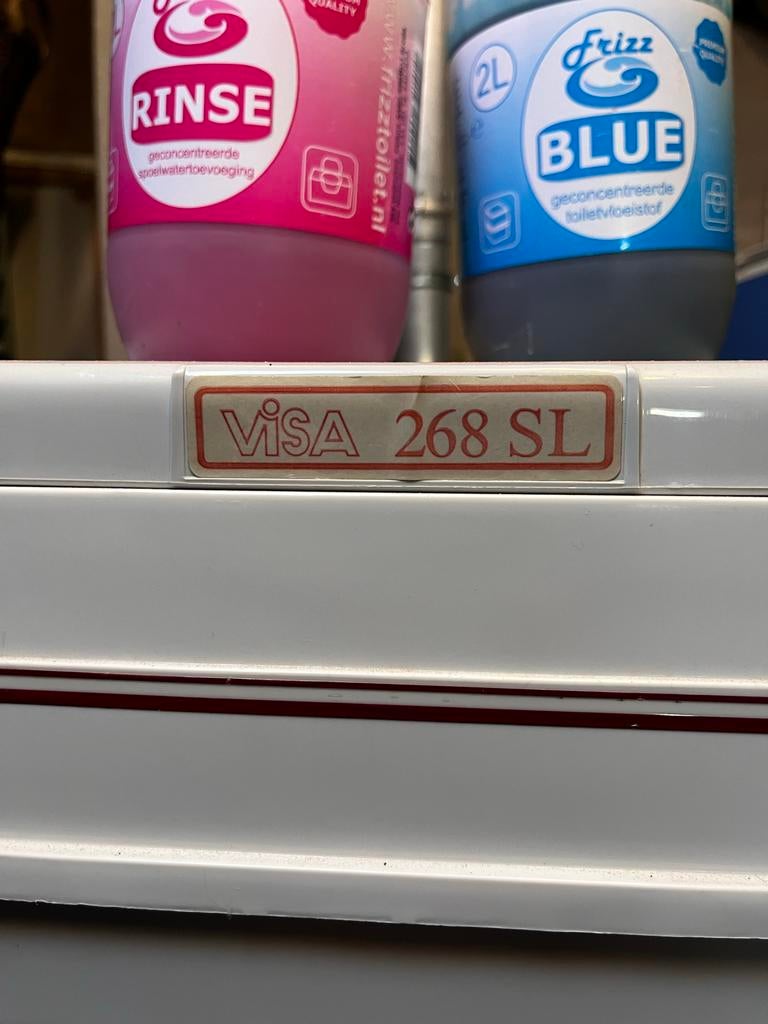 QUALITY
RINSE
geconcentreerde
spoelwatertoevoeging
www.frizztoilet.nl
Frizz
2L
PREMIUM
QUALITY
BLUE
geconcentreerde
toiletvloeistof
ViSA 268 SL